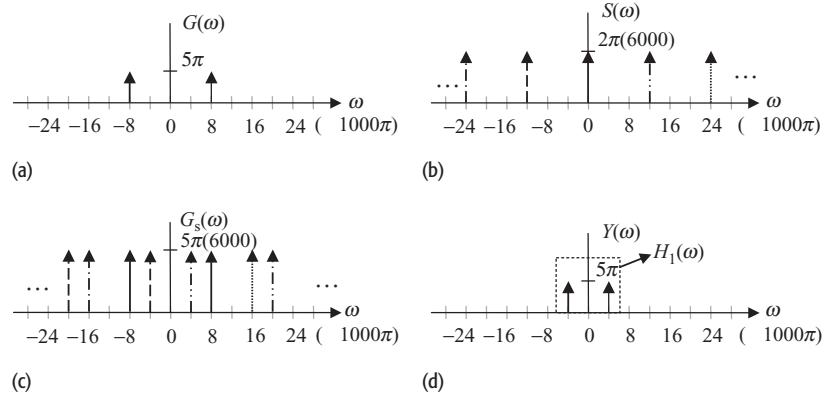 G(ω)
5π
ω
−24 −16 −8 0 8 16 24 ( 1000π)
(a)
S(ω)
2π(6000)
... ...
ω
−24 −16 −8 0 8 16 24 ( 1000π)
(b)
Gs(ω)
5π(6000)
... ...
ω
−24 −16 −8 0 8 16 24 ( 1000π)
(c)
Y(ω)
H1(ω)
5π
ω
−24 −16 −8 0 8 16 24 ( 1000π)
(d)